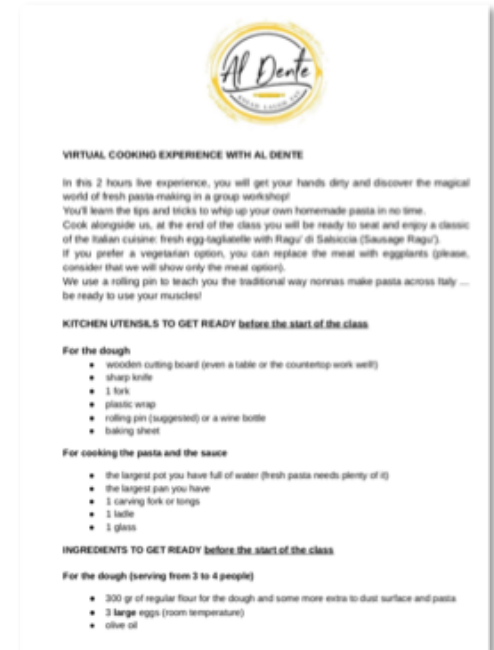 Al Dente
VIRTUAL COOKING EXPERIENCE WITH AL DENTE
In this 2 hours live experience, you will get your hands dirty and discover the magical
world of fresh pasta-making in a group workshop!
You'll learn the tips and tricks to whip up your own homemade pasta in no time.
Cook alongside us, at the end of the class you will be ready to seat and enjoy a classic
of the Italian cuisine: fresh egg-tagliatelle with Ragu' di Salsiccia (Sausage Ragu').
If you prefer a vegetarian option, you can replace the meat with eggplants (please,
consider that we will show only the meat option).
We use a rolling pin to teach you the traditional way nonnas make pasta across Italy ...
be ready to use your muscles!
KITCHEN UTENSILS TO GET READY before the start of the class
For the dough
• wooden cutting board (even a table or the countertop work well!)
• sharp knife
• 1 fork
• plastic wrap
• rolling pin (suggested) or a wine bottle
• baking sheet
For cooking the pasta and the sauce
• the largest pot you have full of water (fresh pasta needs plenty of it)
• the largest pan you have
• 1 carving fork or tongs
• 1 ladle
• 1 glass
INGREDIENTS TO GET READY before the start of the class
For the dough (serving from 3 to 4 people)
• 300 gr of regular flour for the dough and some more extra to dust surface and pasta
• 3 large eggs (room temperature)
• olive oil